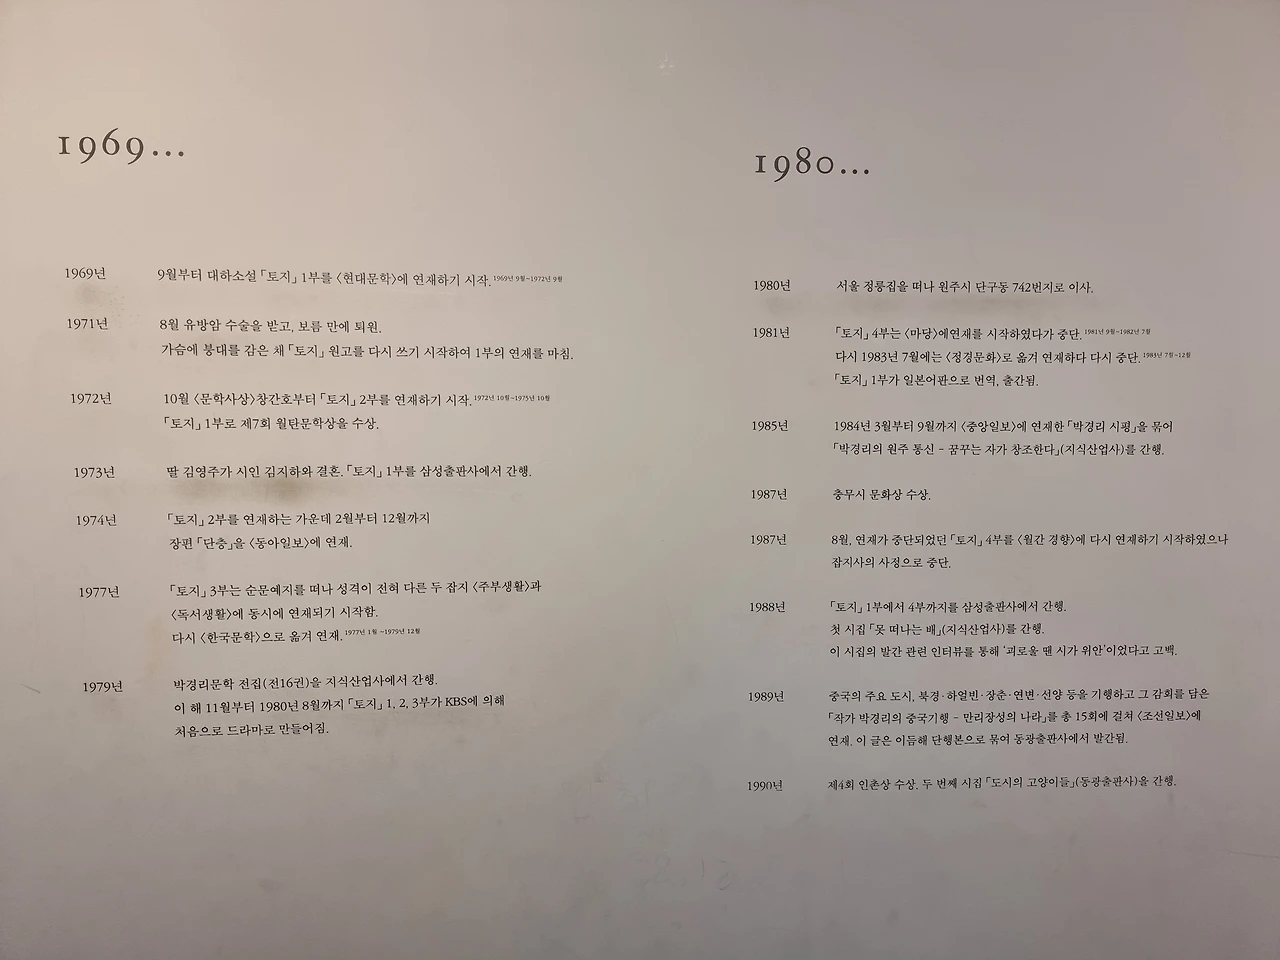 1969...
1969년 9월부터 대하소설 「토지」 1부를 〈현대문학〉에 연재하기 시작. 1969년 9월~1972년 9월
1971년 8월 유방암 수술을 받고, 보름 만에 퇴원.
가슴에 붕대를 감은 채 「토지」 원고를 다시 쓰기 시작하여 1부의 연재를 마침.
1972년 10월 〈문학사상〉창간호부터 「토지」 2부를 연재하기 시작. 1972년 10월~1975년 10월
「토지」 1부로 제7회 월탄문학상을 수상.
1973년 딸 김영주가 시인 김지하와 결혼. 「토지」 1부를 삼성출판사에서 간행.
1974년 「토지」 2부를 연재하는 가운데 2월부터 12월까지
장편 「단층」을 〈동아일보〉에 연재.
1977년 「토지」 3부는 순문예지를 떠나 성격이 전혀 다른 두 잡지 〈주부생활〉과
〈독서생활〉에 동시에 연재되기 시작함.
다시 〈한국문학〉으로 옮겨 연재. 1977년 1월 ~1979년 12월
1979년 박경리문학 전집(전16권)을 지식산업사에서 간행.
이 해 11월부터 1980년 8월까지 「토지」 1, 2, 3부가 KBS에 의해
처음으로 드라마로 만들어짐.
1980...
1980년 서울 정릉집을 떠나 원주시 단구동 742번지로 이사.
1981년 「토지」 4부는 〈마당〉에연재를 시작하였다가 중단. 1981년 9월~1982년 7월
다시 1983년 7월에는 〈정경문화〉로 옮겨 연재하다 다시 중단. 1983년 7월~12월
「토지」 1부가 일본어판으로 번역, 출간됨.
1985년 1984년 3월부터 9월까지 〈중앙일보〉에 연재한 「박경리 시평」을 묶어
「박경리의 원주 통신 - 꿈꾸는 자가 창조한다」(지식산업사)를 간행.
1987년 충무시 문화상 수상.
1987년 8월, 연재가 중단되었던 「토지」 4부를 〈월간 경향〉에 다시 연재하기 시작하였으나
잡지사의 사정으로 중단.
1988년 「토지」 1부에서 4부까지를 삼성출판사에서 간행.
첫 시집 「못 떠나는 배」(지식산업사)를 간행.
이 시집의 발간 관련 인터뷰를 통해 '괴로울 땐 시가 위안'이었다고 고백.
1989년 중국의 주요 도시, 북경·하얼빈·장춘·연변·선양 등을 기행하고 그 감회를 담은
「작가 박경리의 중국기행 - 만리장성의 나라」를 총 15회에 걸쳐 〈조선일보〉에
연재. 이 글은 이듬해 단행본으로 묶여 동광출판사에서 발간됨.
1990년 제4회 인촌상 수상. 두 번째 시집 「도시의 고양이들」(동광출판사)을 간행.